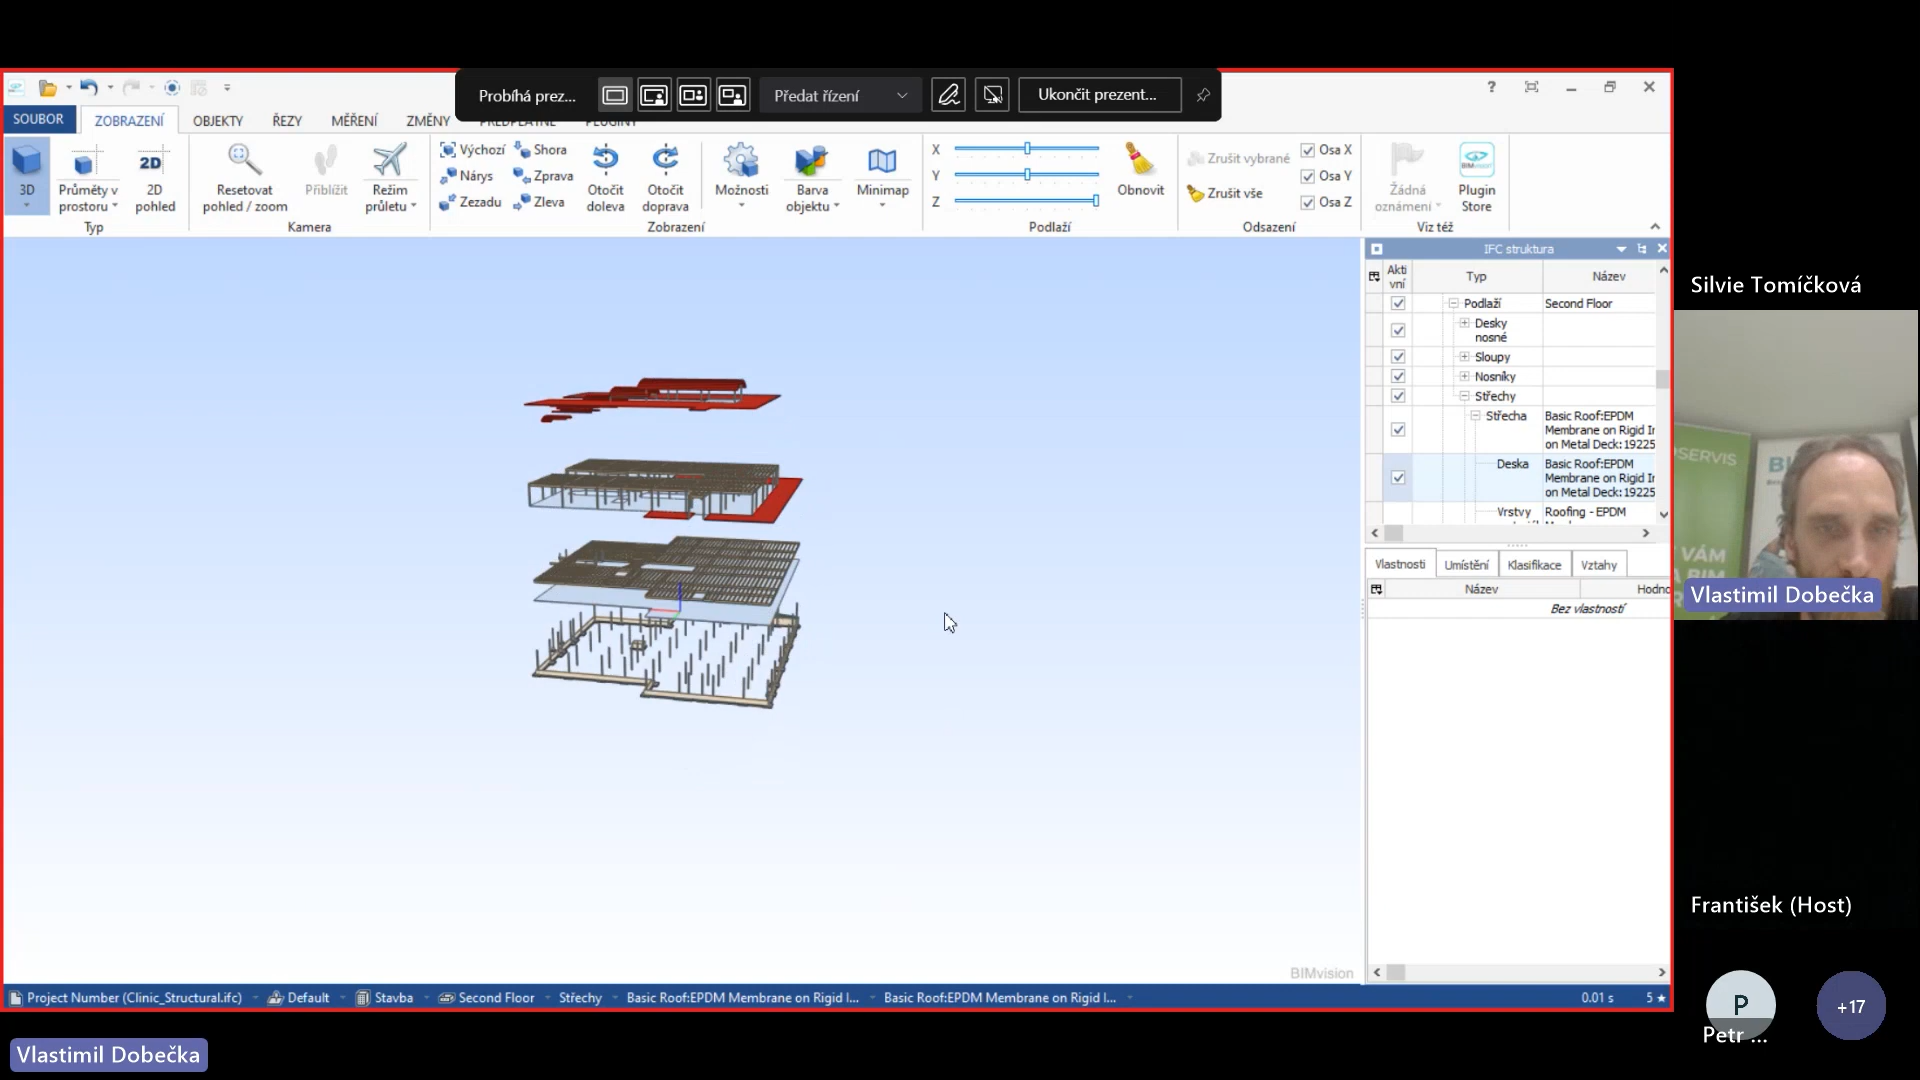 Probíhá prez...
Předat řízení
Ukončit prezent...
SOUBOR
ZOBRAZENÍ
OBJEKTY
ŘEZY
MĚŘENÍ
ZMĚNY
PŘEDPLATNÉ
PLUGINY
3D
Průměty v
prostoru
2D
2D
pohled
Typ
Resetovat
pohled / zoom
Přiblížit
Režim
průletu
Kamera
Výchozí
Shora
Nárys
Zprava
Zezadu
Zleva
Otočit
doleva
Otočit
doprava
Možnosti
Barva
objektu
Minimap
Zobrazení
X
Y
Z
Obnovit
Podlaží
Zrušit vybrané
Zrušit vše
Osa X
Osa Y
Osa Z
Odsazení
Žádná
oznámení
Plugin
Store
Viz též
IFC struktura
Akti
vní
Typ
Název
Podlaží
Second Floor
Desky
nosné
Sloupy
Nosníky
Střechy
Střecha
Basic Roof:EPDM
Membrane on Rigid Ir
on Metal Deck:19225
Deska
Basic Roof:EPDM
Membrane on Rigid Ir
on Metal Deck:19225
Vrstvy
Roofing - EPDM
Vlastnosti
Umístění
Klasifikace
Vztahy
Název
Hodno
Bez vlastností
BIMvision
Project Number (Clinic_Structural.ifc)
Default
Stavba
Second Floor
Střechy
Basic Roof:EPDM Membrane on Rigid I...
Basic Roof:EPDM Membrane on Rigid I...
0.01 s
5
Silvie Tomíčková
SERVIS
VÁM
Vlastimil Dobečka
František (Host)
P
Petr ...
+17
Vlastimil Dobečka